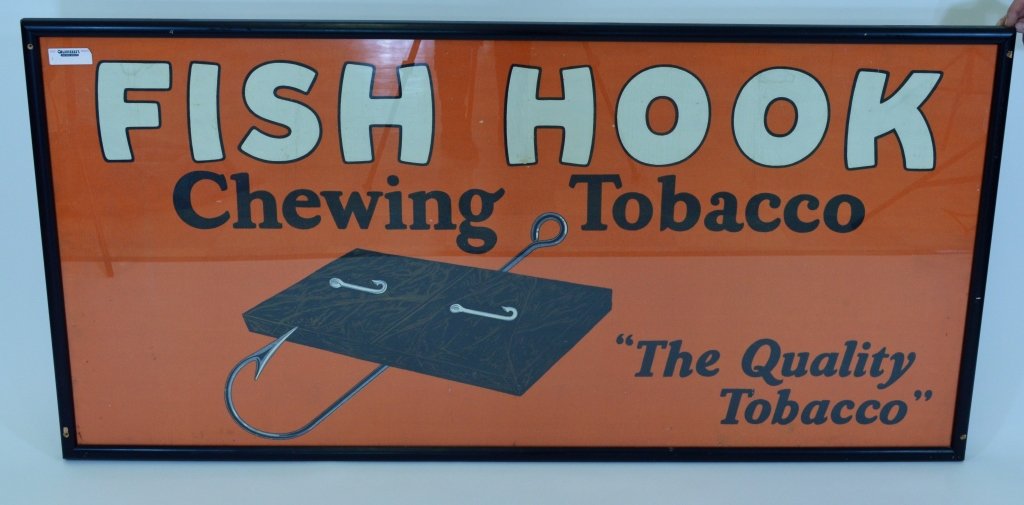 FISH HOOK
Chewing Tobacco
"The Quality
Tobacco"